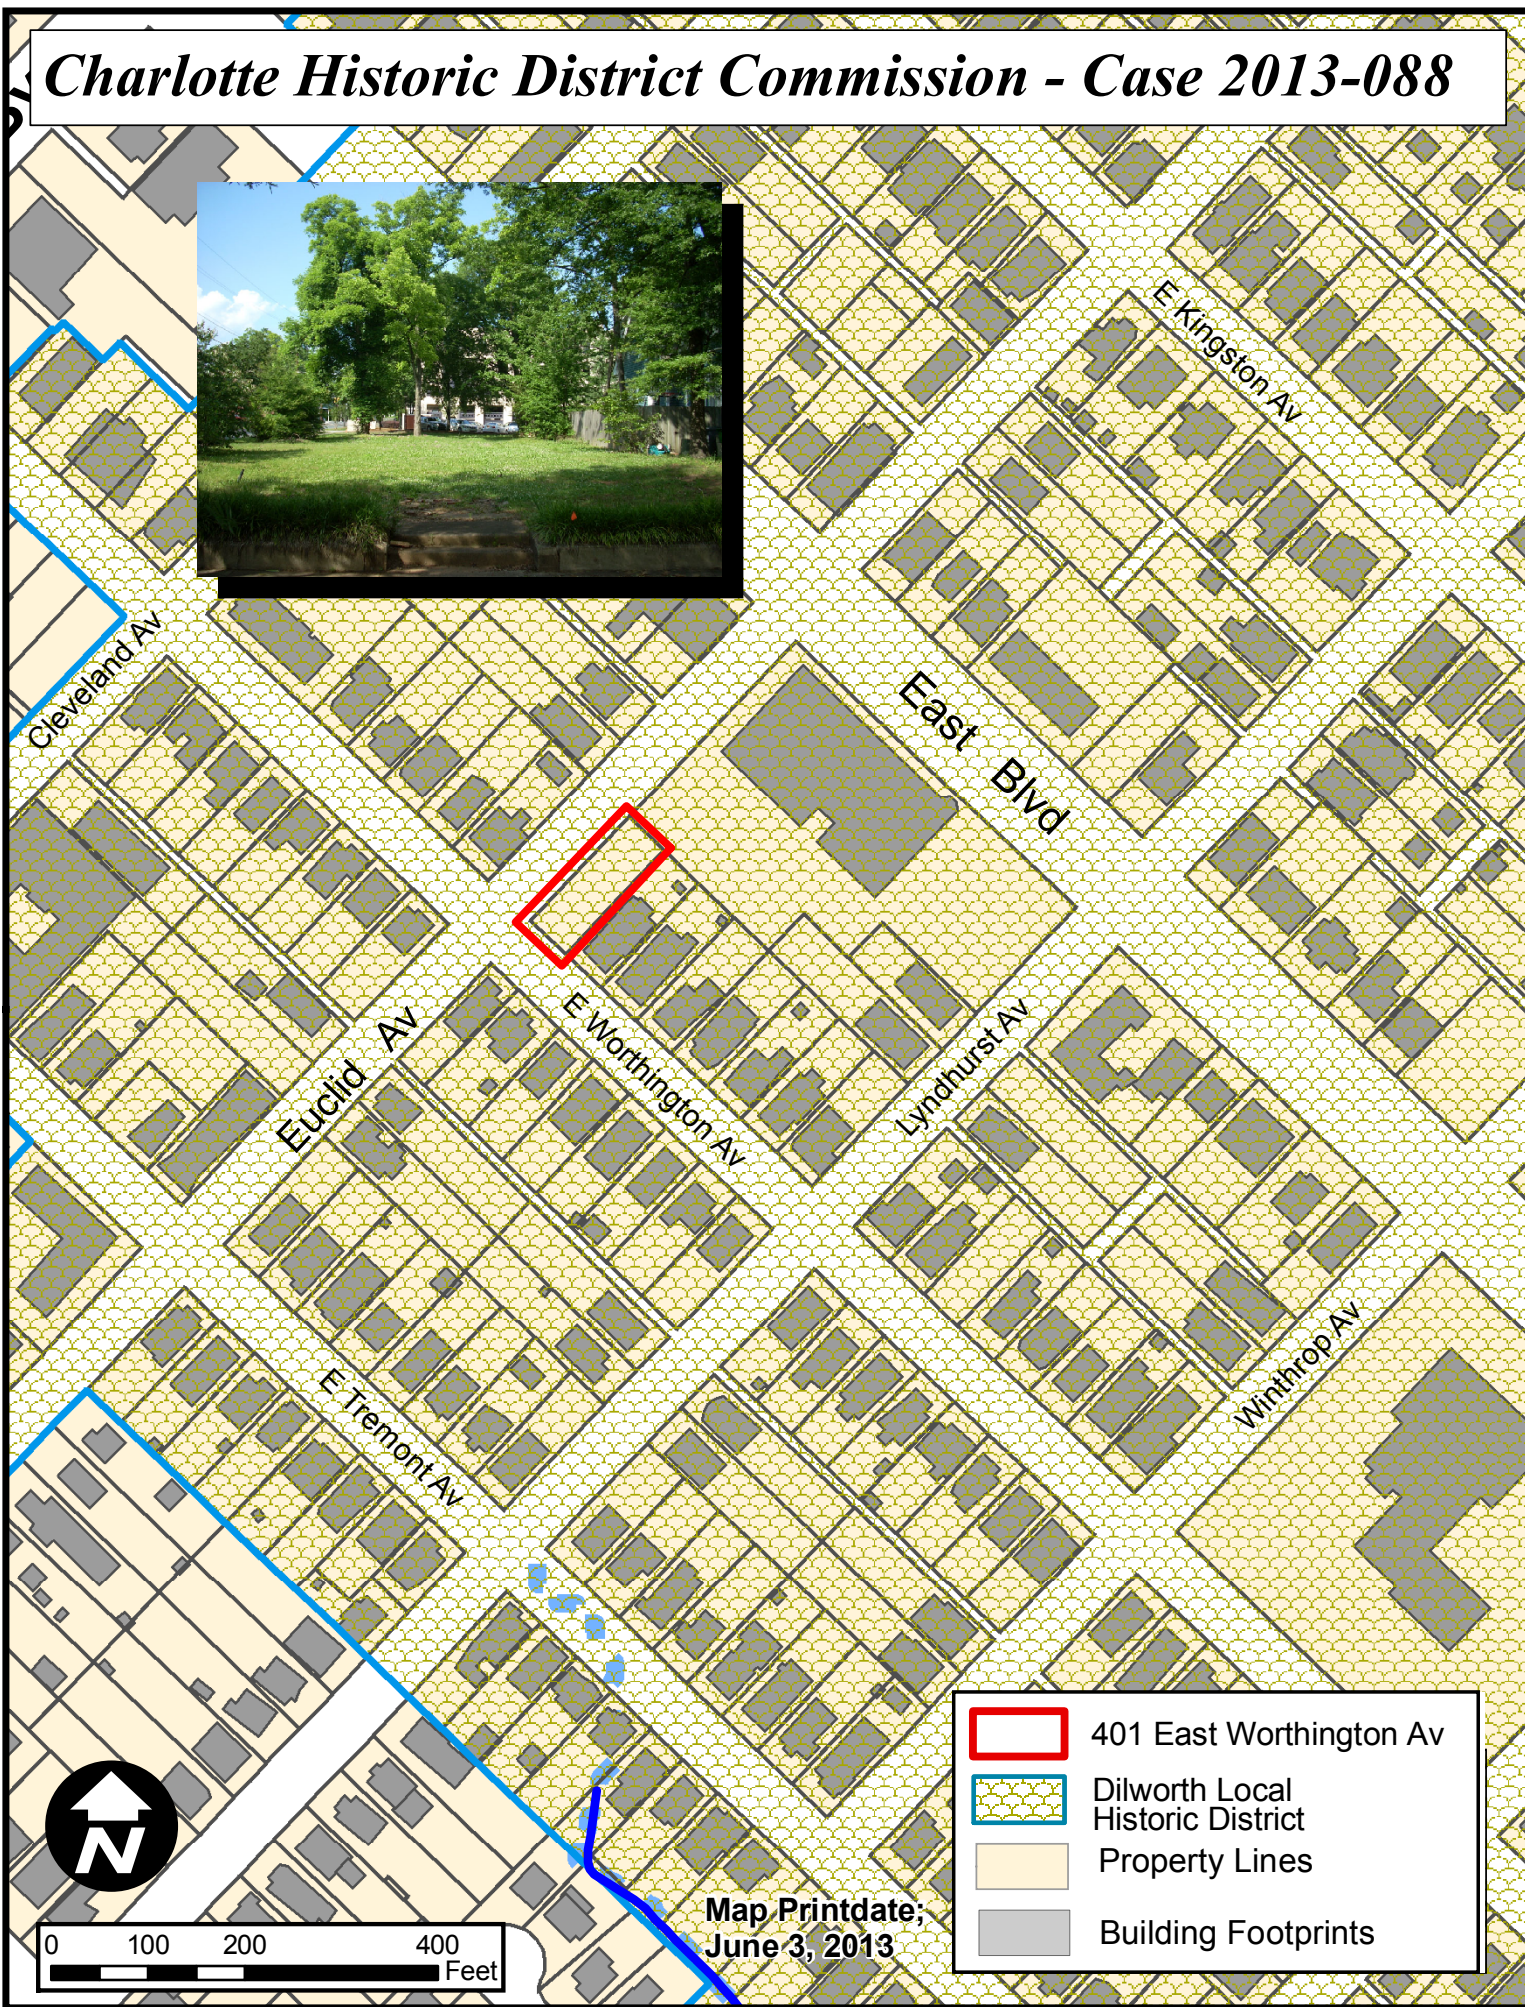 Charlotte Historic District Commission - Case 2013-088
E Kingston Av
Cleveland Av
East Blvd
E Worthington Av
Lyndhurst Av
Euclid Av
Winthrop Av
E Tremont Av
401 East Worthington Av
Dilworth Local
Historic District
Property Lines
Building Footprints
N
Map Printdate;
June 3, 2013
0 100 200 400
Feet